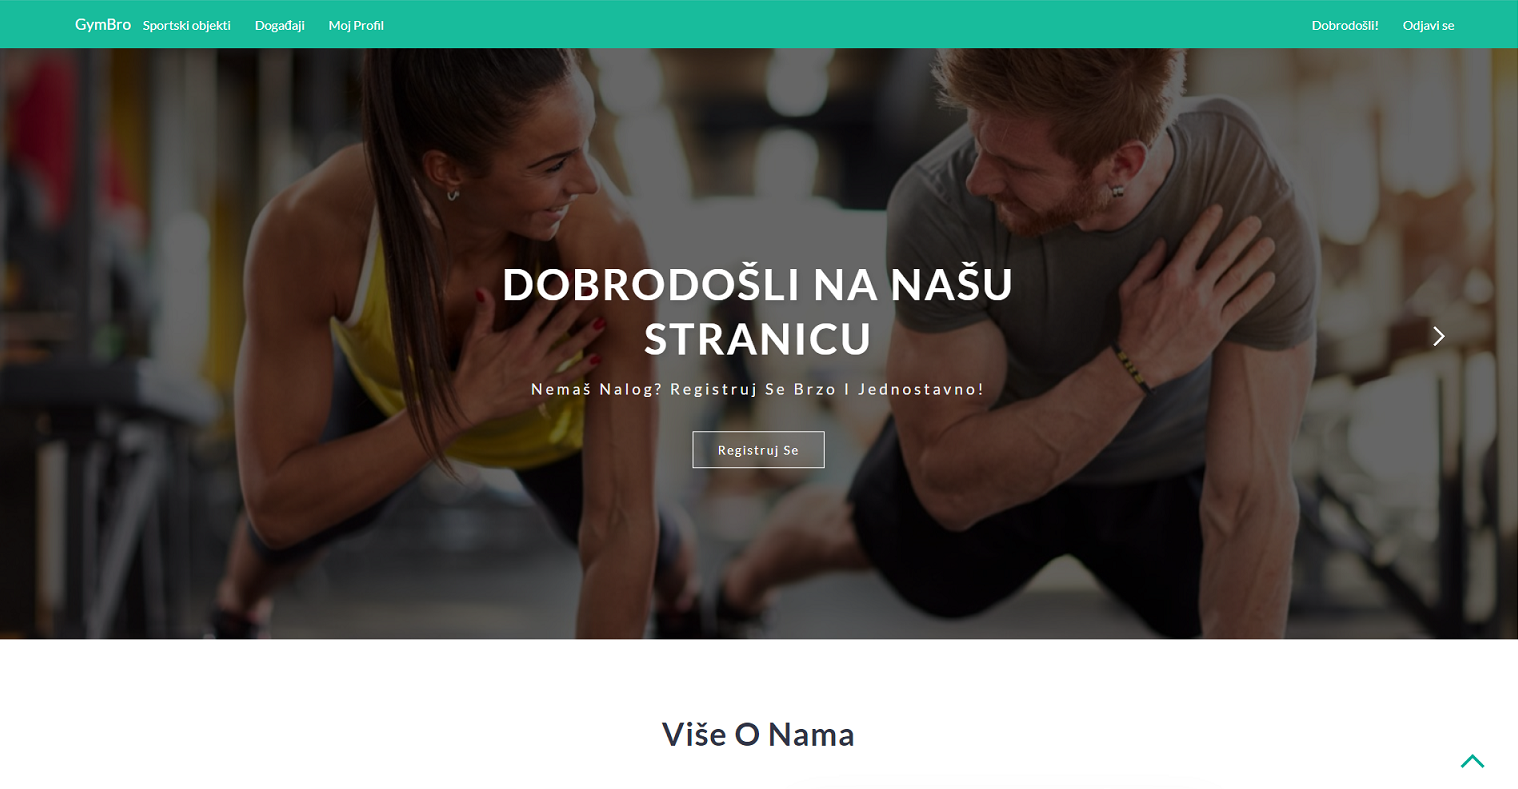 GymBro Sportski objekti Događaji Moj Profil Dobrodošli! Odjavi se
DOBRODOŠLI NA NAŠU
STRANICU
Nemaš Nalog? Registruj Se Brzo I Jednostavno!
Registruj Se
Više O Nama